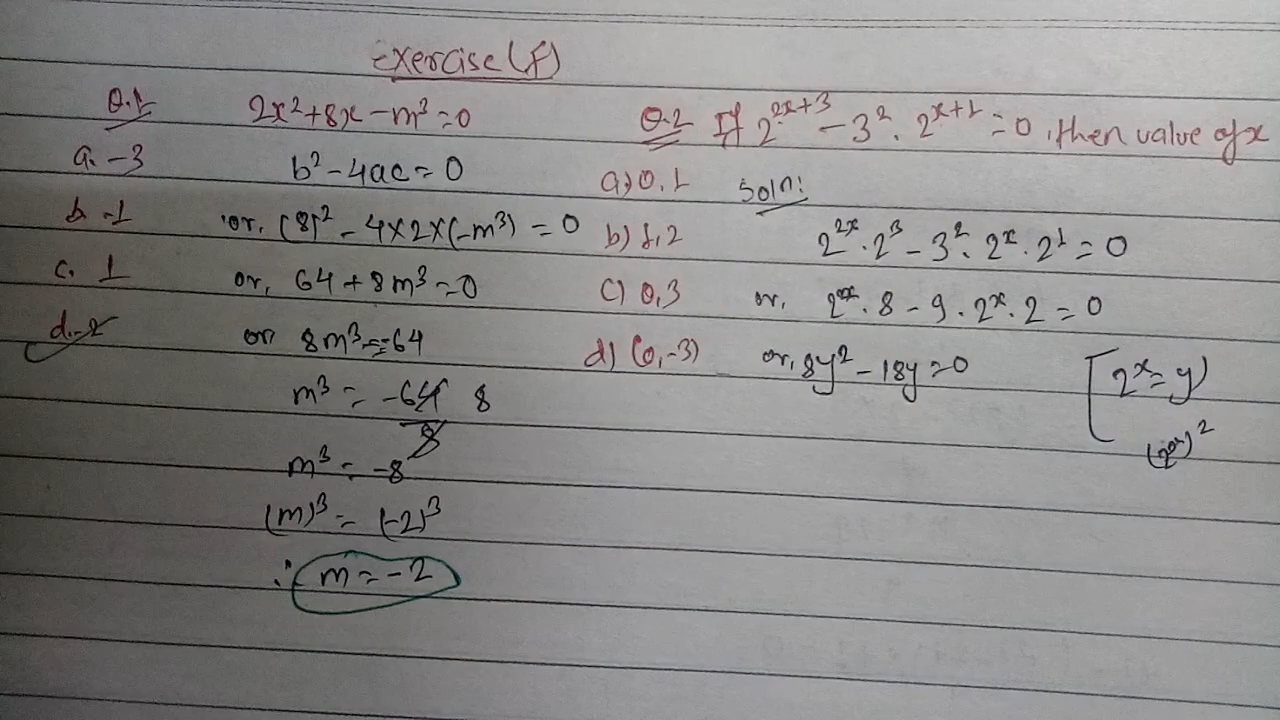 exercise(f)
Q.1 2x²+8x-m³=0
a. -3 b²-4ac=0
b. -1 or, (8)² - 4×2×(-m³) = 0
c. 1 or, 64+8m³=0
d. -2 or 8m³=-64
m³ = -64 8
8
m³ = -8
(m)³ = (-2)³
∴ m=-2
Q.2 If 2^{2x+3} - 3². 2^{x+1} = 0, then value of x
a) 0, 1 Soln:
b) 1, 2 2^{2x}·2³ - 3². 2^x. 2¹ = 0
c) 0,3 or, 2^{2x}. 8 - 9. 2^x. 2 = 0
d) (0,-3) or, 8y² - 18y=0 [2^x=y)
(2^x)²